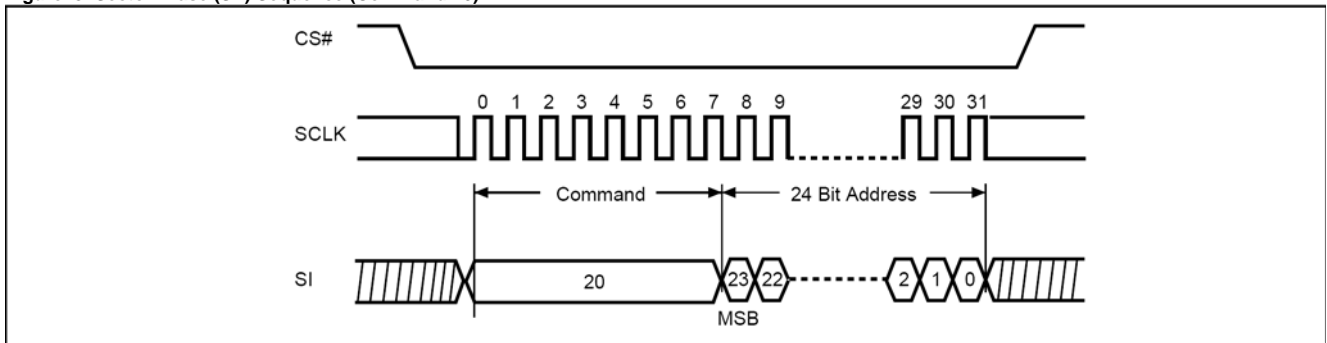 CS#
0 1 2 3 4 5 6 7 8 9 29 30 31
SCLK
Command 24 Bit Address
SI 20 23 22 2 1 0
MSB